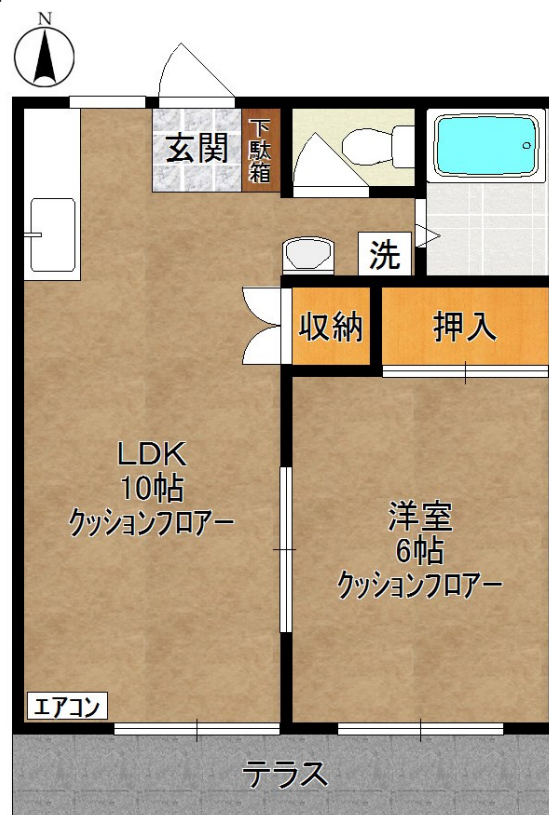 N
玄関
下駄箱
洗
収納
押入
LDK
10帖
クッションフロアー
洋室
6帖
クッションフロアー
エアコン
テラス